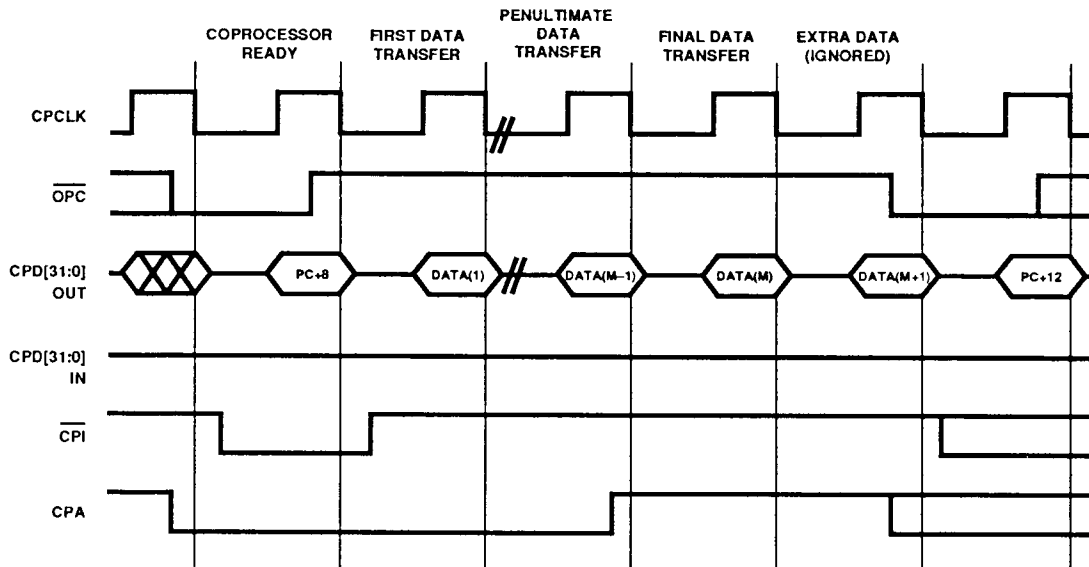 COPROCESSOR
READY
FIRST DATA
TRANSFER
PENULTIMATE
DATA
TRANSFER
FINAL DATA
TRANSFER
EXTRA DATA
(IGNORED)
CPCLK
OPC
CPD[31:0]
OUT
PC+8
DATA(1)
DATA(M–1)
DATA(M)
DATA(M+1)
PC+12
CPD[31:0]
IN
CPI
CPA